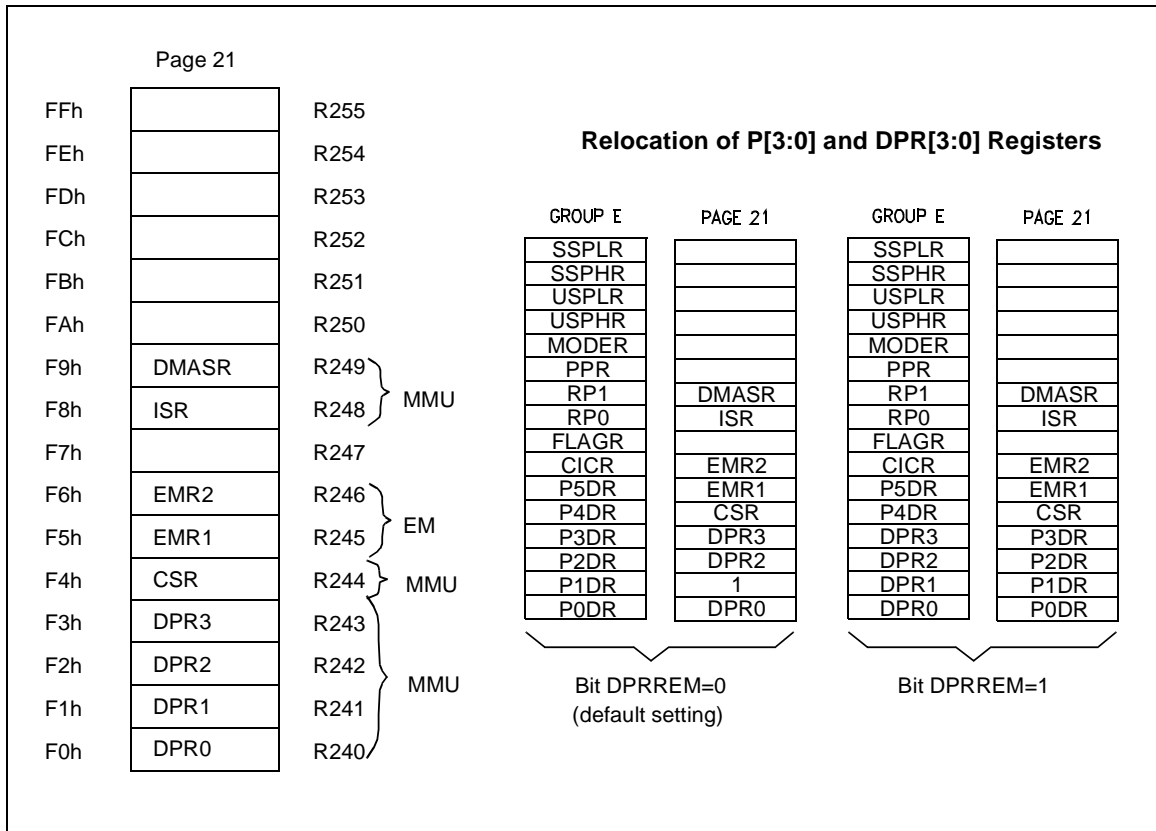 Page 21
FFh R255
FEh R254
FDh R253
FCh R252
FBh R251
FAh R250
F9h DMASR R249
F8h ISR R248
MMU
F7h R247
F6h EMR2 R246
F5h EMR1 R245
EM
F4h CSR R244 MMU
F3h DPR3 R243
F2h DPR2 R242
F1h DPR1 R241
F0h DPR0 R240
MMU
Relocation of P[3:0] and DPR[3:0] Registers
GROUP E PAGE 21 GROUP E PAGE 21
SSPLR SSPLR
SSPHR SSPHR
USPLR USPLR
USPHR USPHR
MODER MODER
PPR PPR
RP1 DMASR RP1 DMASR
RP0 ISR RP0 ISR
FLAGR FLAGR
CICR EMR2 CICR EMR2
P5DR EMR1 P5DR EMR1
P4DR CSR P4DR CSR
P3DR DPR3 DPR3 P3DR
P2DR DPR2 DPR2 P2DR
P1DR 1 DPR1 P1DR
P0DR DPR0 DPR0 P0DR
Bit DPRREM=0 Bit DPRREM=1
(default setting)